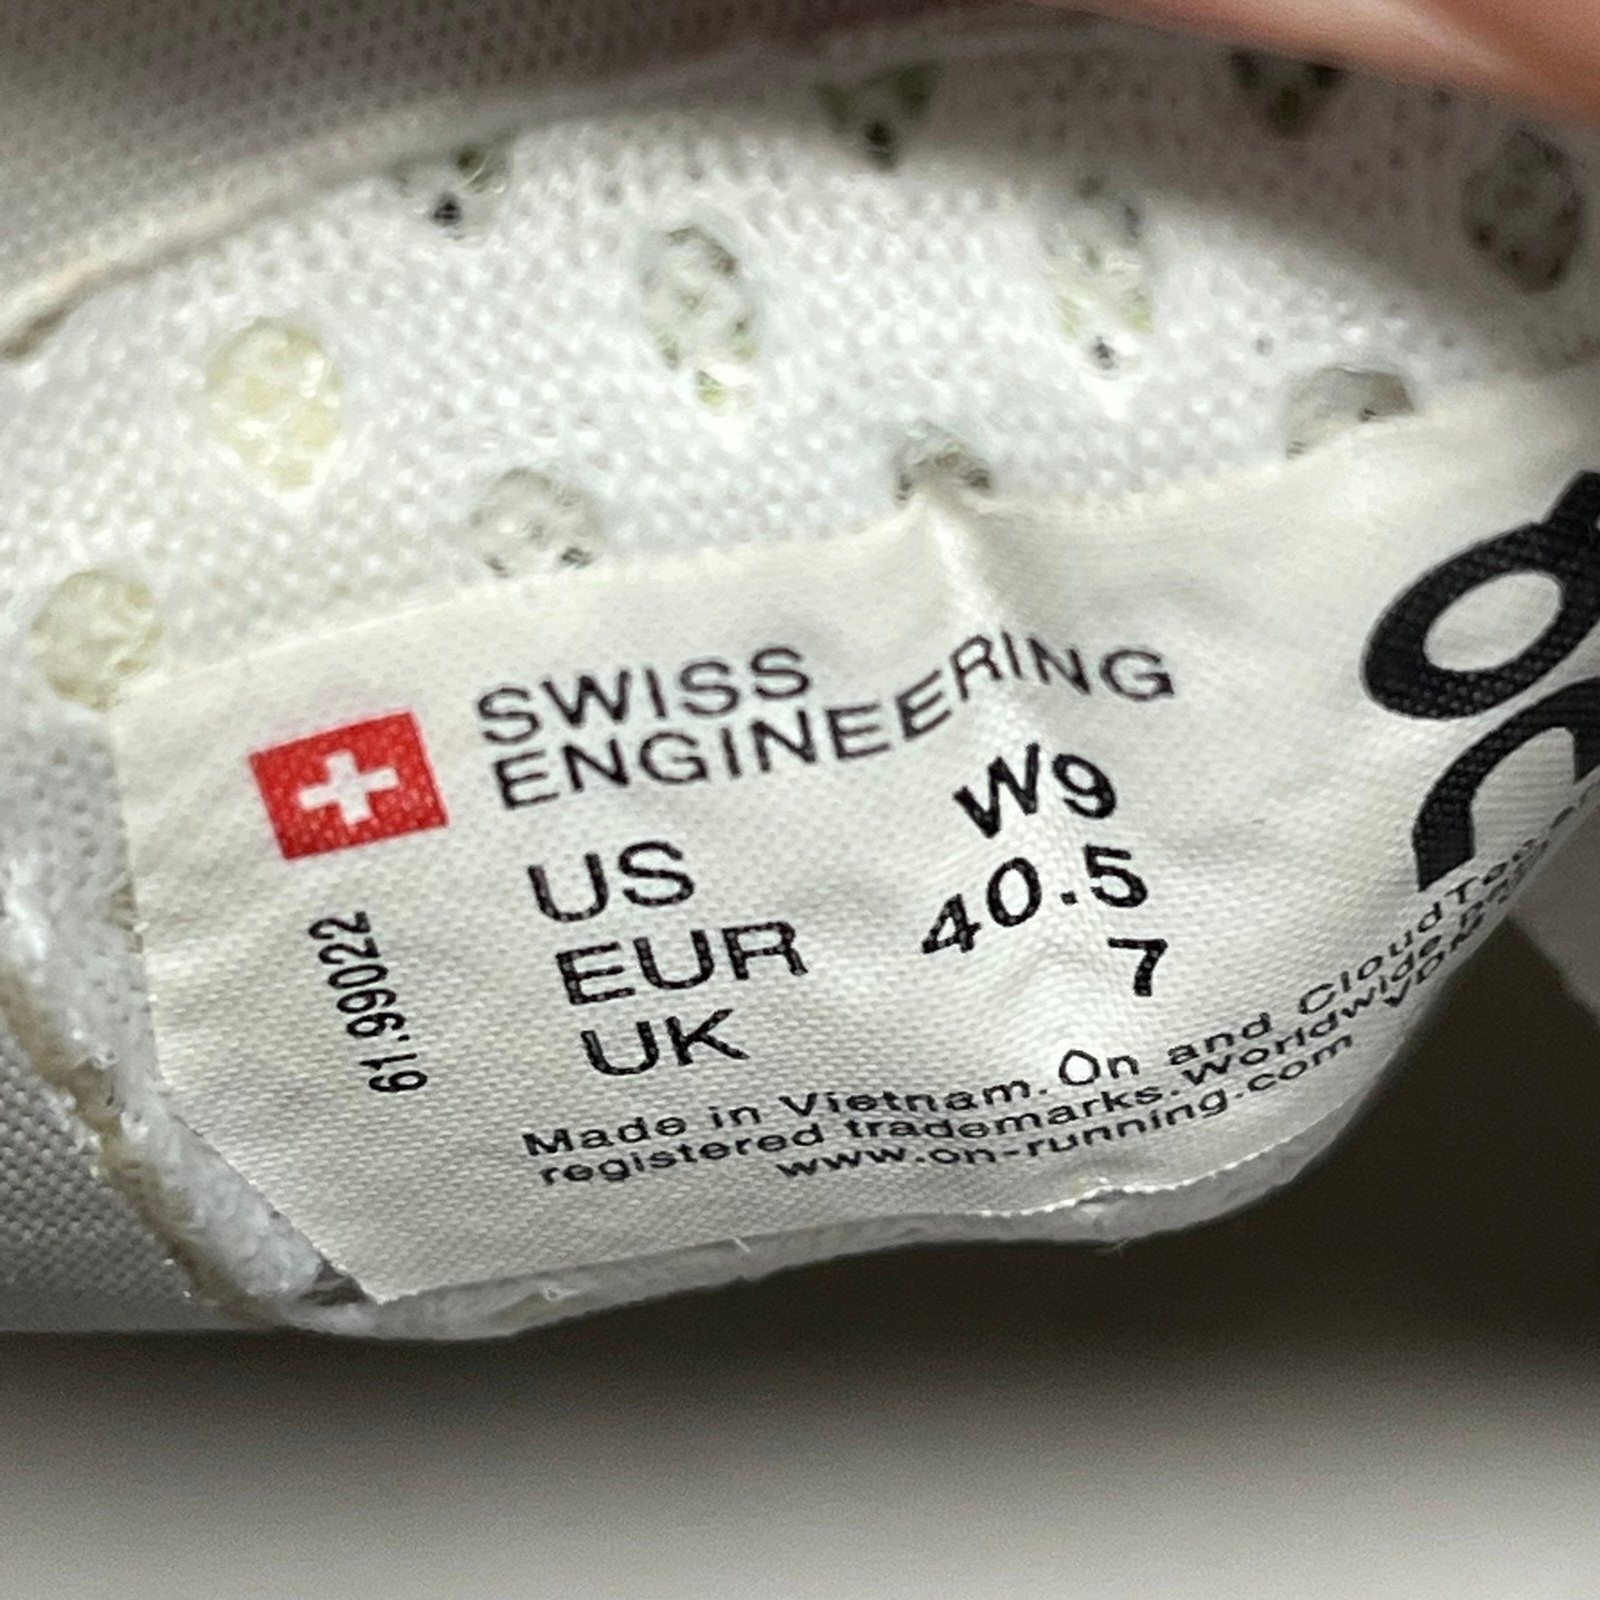 SWISS
ENGINEERING
US W9
EUR 40.5
UK 7
61.99022
Made in Vietnam. On and CloudTec
registered trademarks. Worldwide
www.on-running.com